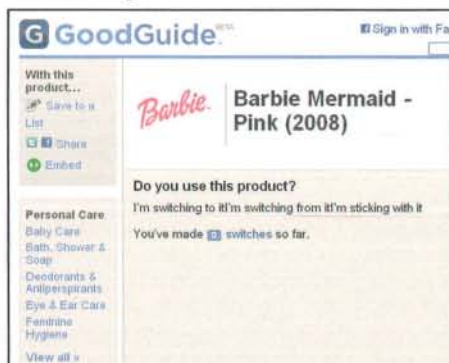 G GoodGuide BETA
Sign in with Fa
With this
product...
Save to a
List
Share
Embed
Barbie
Barbie Mermaid -
Pink (2008)
Do you use this product?
I'm switching to itI'm switching from itI'm sticking with it
You've made 0 switches so far.
Personal Care
Baby Care
Bath, Shower &
Soap
Deodorants &
Antiperspirants
Eye & Ear Care
Feminine
Hygiene
View all »